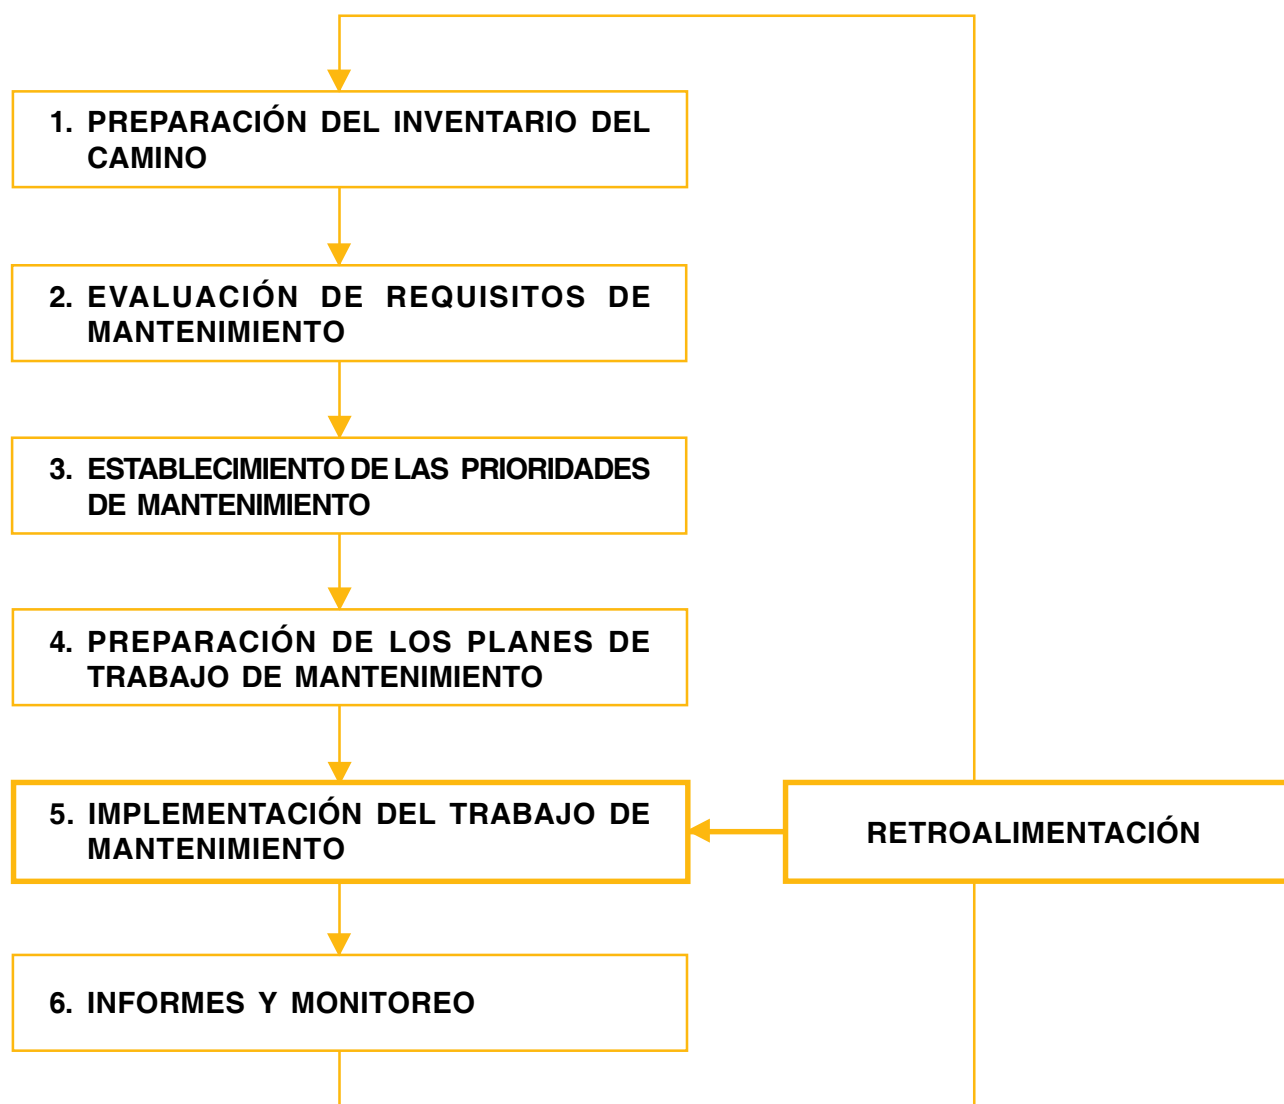 1. PREPARACIÓN DEL INVENTARIO DEL
CAMINO
2. EVALUACIÓN DE REQUISITOS DE
MANTENIMIENTO
3. ESTABLECIMIENTO DE LAS PRIORIDADES
DE MANTENIMIENTO
4. PREPARACIÓN DE LOS PLANES DE
TRABAJO DE MANTENIMIENTO
5. IMPLEMENTACIÓN DEL TRABAJO DE
MANTENIMIENTO
RETROALIMENTACIÓN
6. INFORMES Y MONITOREO